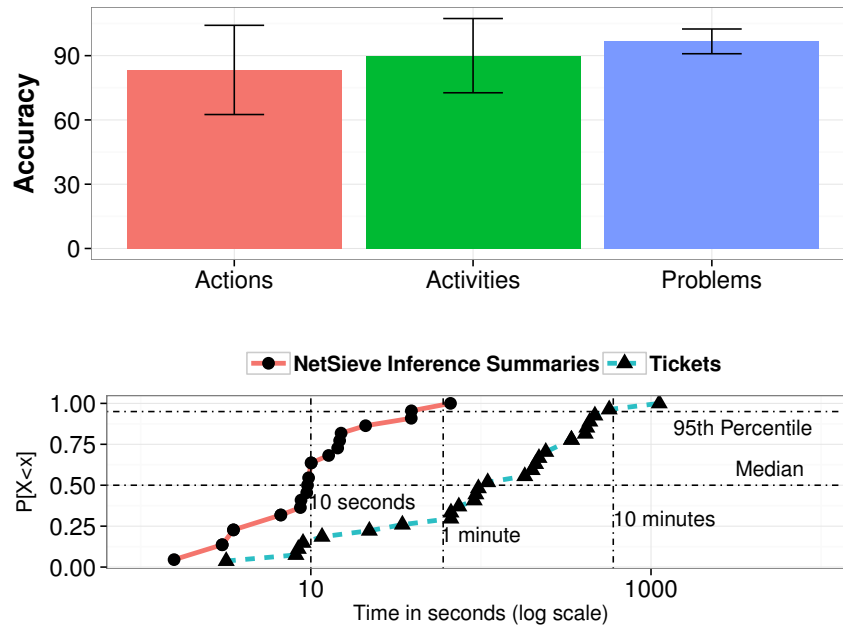 Accuracy
90
60
30
0
Actions Activities Problems
NetSieve Inference Summaries Tickets
P[X<x]
1.00
0.75
0.50
0.25
0.00
95th Percentile
Median
10 seconds
10 minutes
1 minute
10 1000
Time in seconds (log scale)